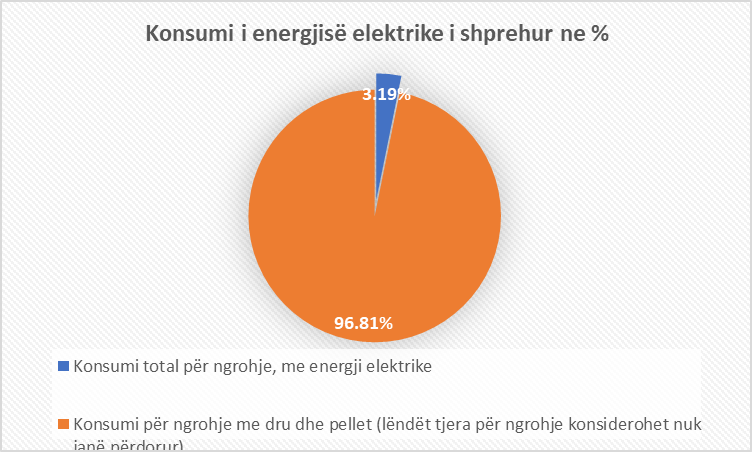 Konsumi i energjisë elektrike i shprehur ne %
3.19%
96.81%
Konsumi total për ngrohje, me energji elektrike
Konsumi për ngrohje me dru dhe pellet (lëndët tjera për ngrohje konsiderohet nuk
janë përdorur)